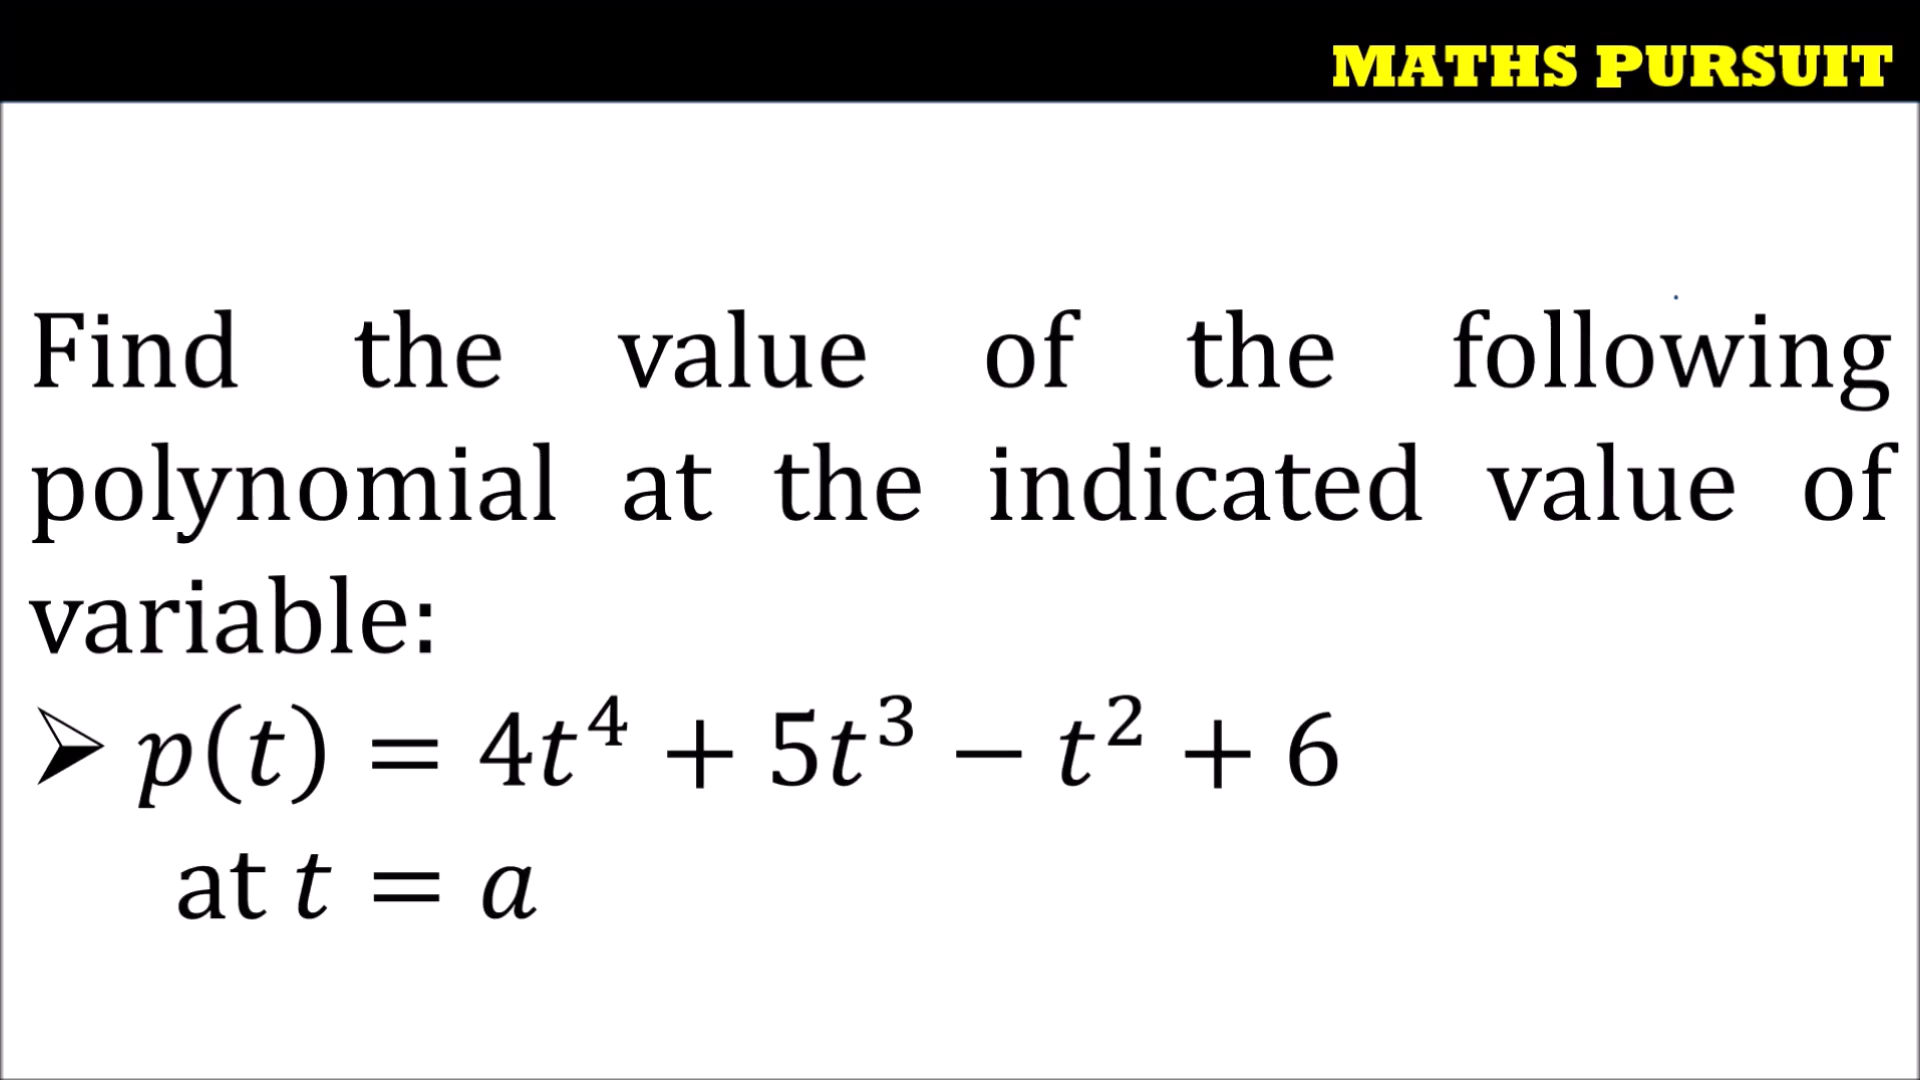 MATHS PURSUIT
Find the value of the following
polynomial at the indicated value of
variable:
➢ p(t) = 4t⁴ + 5t³ − t² + 6
at t = a